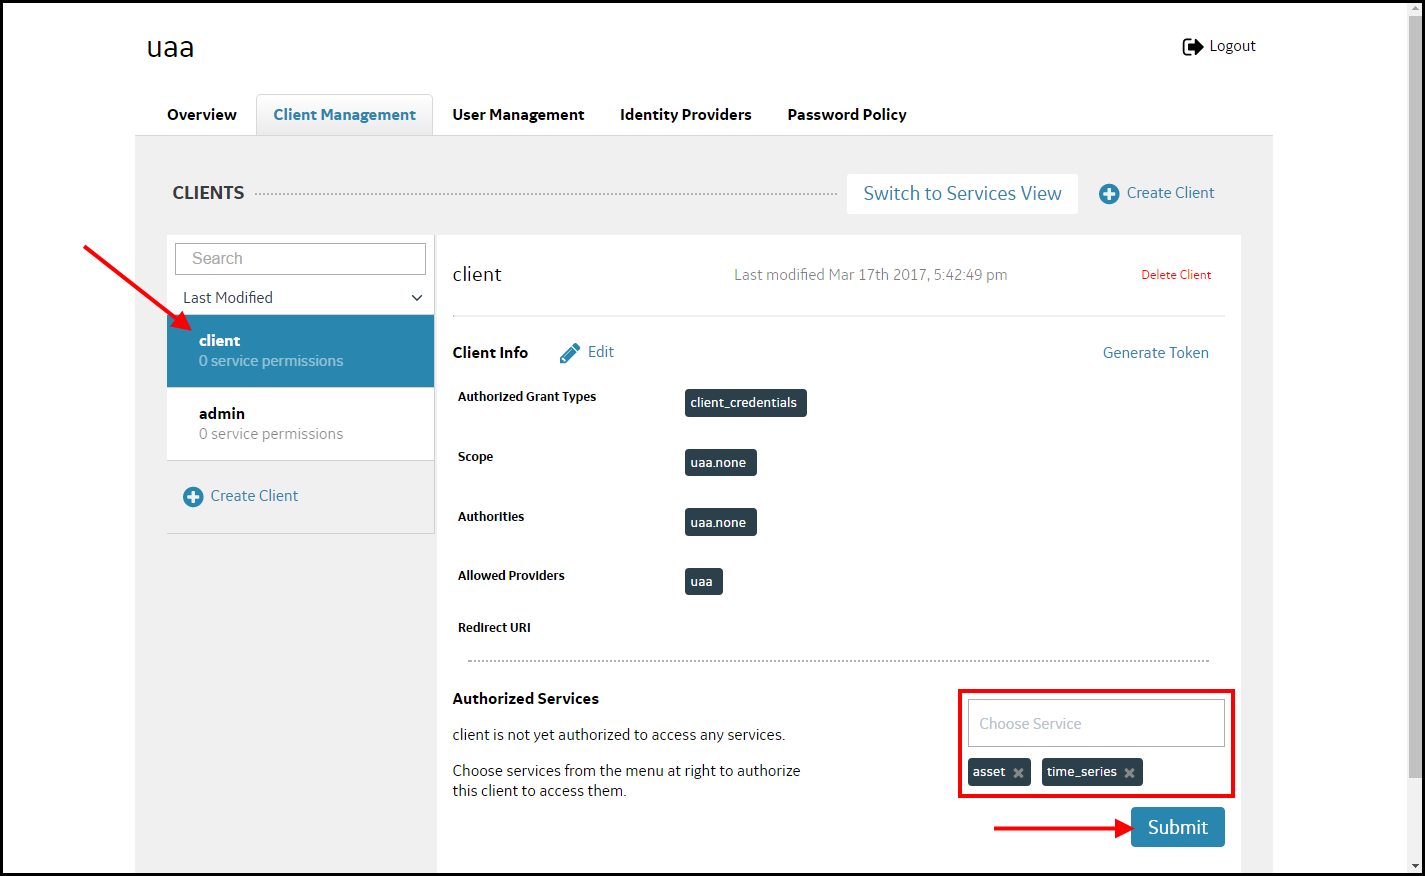 uaa
Logout
Overview
Client Management
User Management
Identity Providers
Password Policy
CLIENTS
Switch to Services View
Create Client
Search
Last Modified
client
0 service permissions
admin
0 service permissions
Create Client
client
Last modified Mar 17th 2017, 5:42:49 pm
Delete Client
Client Info
Edit
Generate Token
Authorized Grant Types
client_credentials
Scope
uaa.none
Authorities
uaa.none
Allowed Providers
uaa
Redirect URI
Authorized Services
client is not yet authorized to access any services.
Choose services from the menu at right to authorize
this client to access them.
Choose Service
asset
time_series
Submit